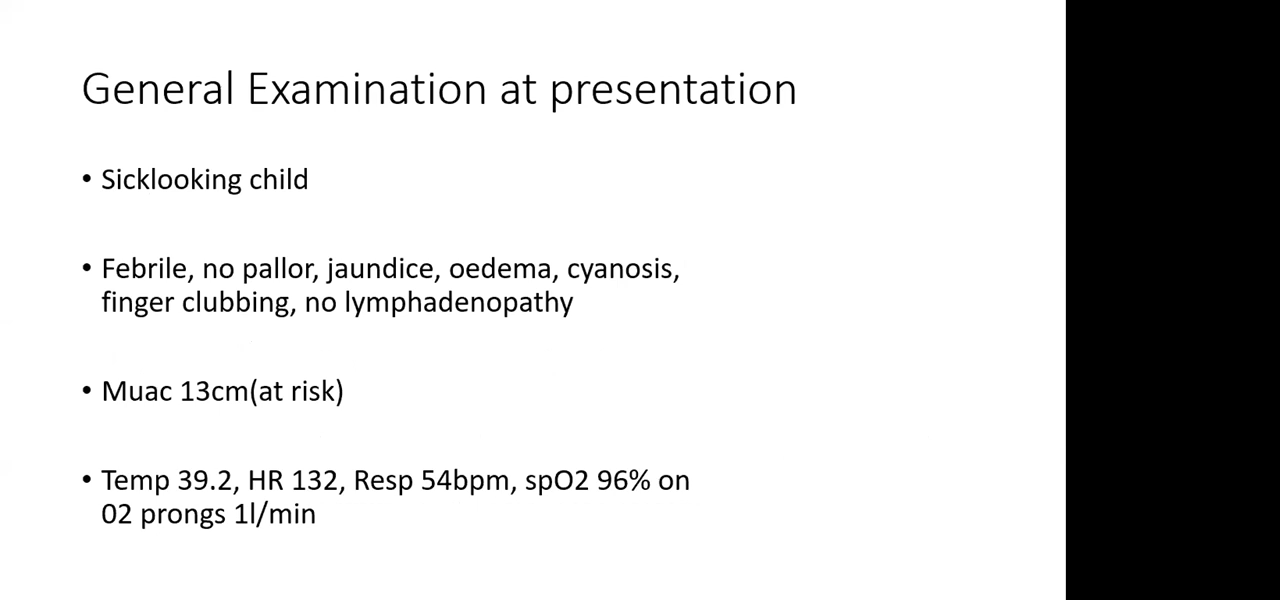 General Examination at presentation
• Sicklooking child
• Febrile, no pallor, jaundice, oedema, cyanosis,
finger clubbing, no lymphadenopathy
• Muac 13cm(at risk)
• Temp 39.2, HR 132, Resp 54bpm, spO2 96% on
02 prongs 1l/min